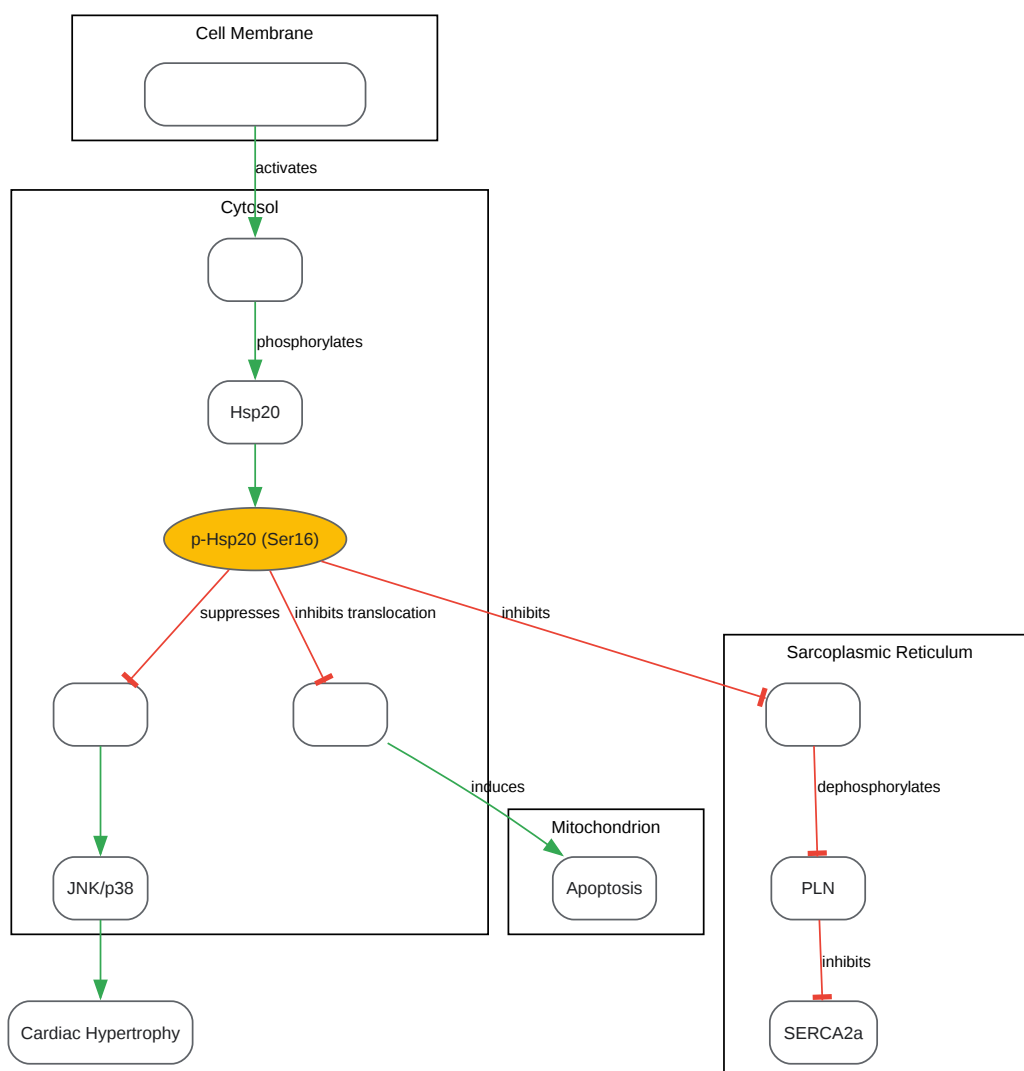 Cell Membrane
activates
Cytosol
phosphorylates
Hsp20
p-Hsp20 (Ser16)
suppresses
inhibits translocation
inhibits
Sarcoplasmic Reticulum
induces
dephosphorylates
Mitochondrion
JNK/p38
Apoptosis
PLN
inhibits
Cardiac Hypertrophy
SERCA2a